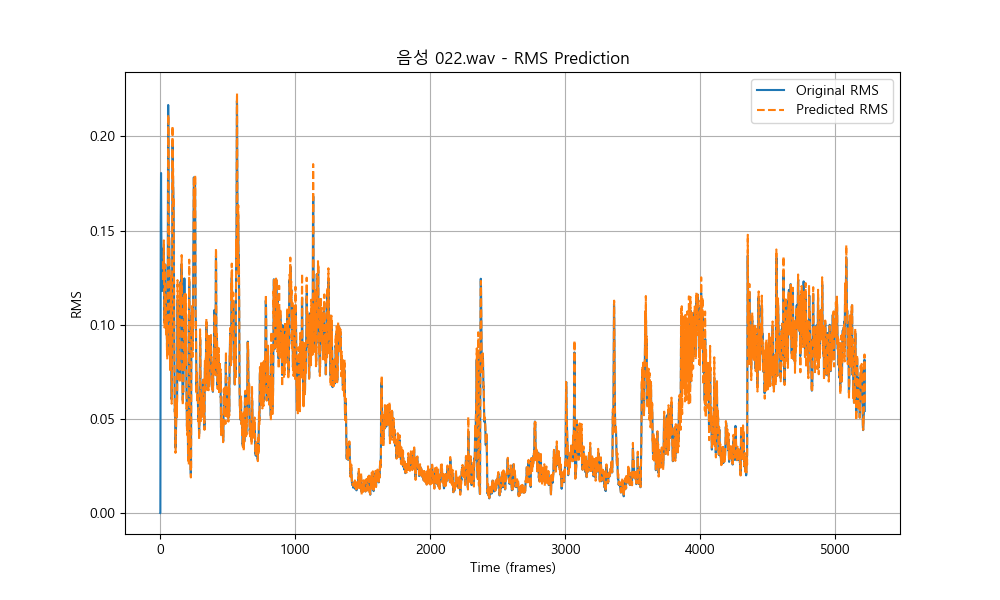 음성 022.wav - RMS Prediction
Original RMS
Predicted RMS
RMS
0.20
0.15
0.10
0.05
0.00
0
1000
2000
3000
4000
5000
Time (frames)